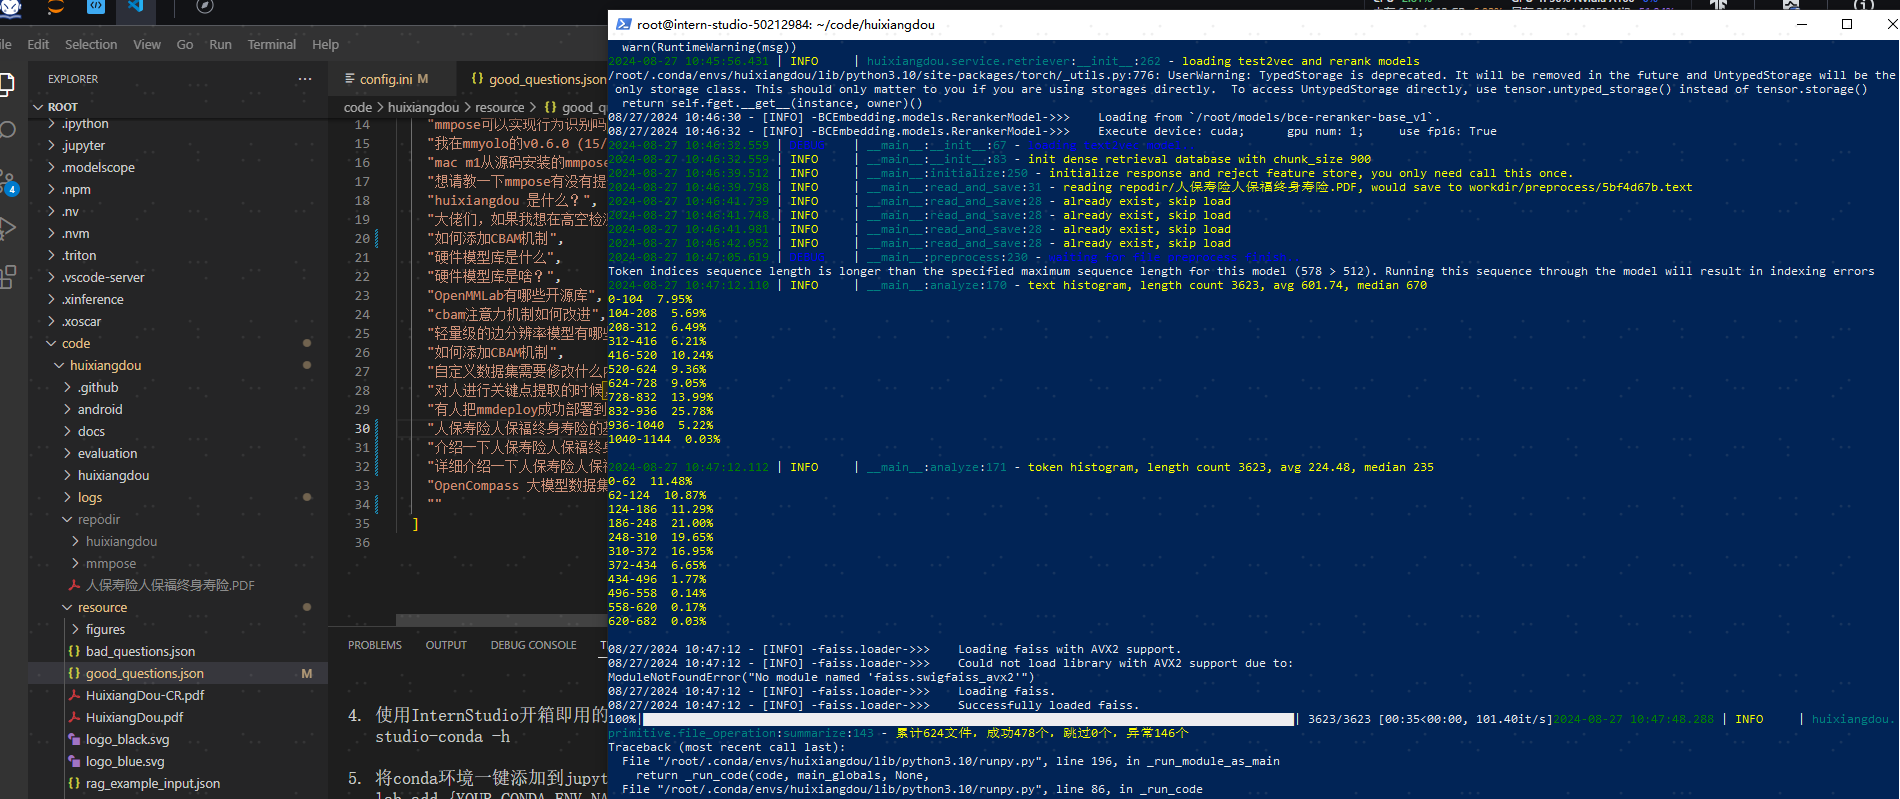 File Edit Selection View Go Run Terminal Help
EXPLORER
ROOT
.ipython
.jupyter
.modelscope
.npm
.nv
.nvm
.triton
.vscode-server
.xinference
.xoscar
code
huixiangdou
.github
android
docs
evaluation
huixiangdou
logs
repodir
huixiangdou
mmpose
人保寿险人保福终身寿险.PDF
resource
figures
bad_questions.json
good_questions.json M
HuixiangDou-CR.pdf
HuixiangDou.pdf
logo_black.svg
logo_blue.svg
rag_example_input.json
4
config.ini M
good_questions.json
code > huixiangdou > resource > {} good_q
14 "mmpose可以实现行为识别吗
15 "我在mmyolo的v0.6.0 (15/
16 "mac m1从源码安装的mmpose
17 "想请教一下mmpose有没有提
18 "huixiangdou 是什么？",
19 "大佬们，如果我想在高空检
20 "如何添加CBAM机制",
21 "硬件模型库是什么",
22 "硬件模型库是啥？",
23 "OpenMMLab有哪些开源库",
24 "cbam注意力机制如何改进",
25 "轻量级的边分辨率模型有哪些
26 "如何添加CBAM机制",
27 "自定义数据集需要修改什么
28 "对人进行关键点提取的时候
29 "有人把mmdeploy成功部署到
30 "人保寿险人保福终身寿险的
31 "介绍一下人保寿险人保福终
32 "详细介绍一下人保寿险人保
33 "OpenCompass 大模型数据集
34 ""
35 ]
36
PROBLEMS OUTPUT DEBUG CONSOLE T
4. 使用InternStudio开箱即用的
studio-conda -h
5. 将conda环境一键添加到jupyt
lab add {YOUR CONDA ENV NA
root@intern-studio-50212984: ~/code/huixiangdou
warn(RuntimeWarning(msg))
2024-08-27 10:45:56.431 | INFO | huixiangdou.service.retriever:__init__:262 - loading test2vec and rerank models
/root/.conda/envs/huixiangdou/lib/python3.10/site-packages/torch/_utils.py:776: UserWarning: TypedStorage is deprecated. It will be removed in the future and UntypedStorage will be the
only storage class. This should only matter to you if you are using storages directly. To access UntypedStorage directly, use tensor.untyped_storage() instead of tensor.storage()
return self.fget.__get__(instance, owner)()
08/27/2024 10:46:30 - [INFO] -BCEmbedding.models.RerankerModel->>> Loading from `/root/models/bce-reranker-base_v1`.
08/27/2024 10:46:32 - [INFO] -BCEmbedding.models.RerankerModel->>> Execute device: cuda; gpu num: 1; use fp16: True
2024-08-27 10:46:32.559 | DEBUG | __main__:__init__:67 - loading text2vec model..
2024-08-27 10:46:32.559 | INFO | __main__:__init__:83 - init dense retrieval database with chunk_size 900
2024-08-27 10:46:39.512 | INFO | __main__:initialize:250 - initialize response and reject feature store, you only need call this once.
2024-08-27 10:46:39.798 | INFO | __main__:read_and_save:31 - reading repodir/人保寿险人保福终身寿险.PDF, would save to workdir/preprocess/5bf4d67b.text
2024-08-27 10:46:41.739 | INFO | __main__:read_and_save:28 - already exist, skip load
2024-08-27 10:46:41.748 | INFO | __main__:read_and_save:28 - already exist, skip load
2024-08-27 10:46:41.981 | INFO | __main__:read_and_save:28 - already exist, skip load
2024-08-27 10:46:42.052 | INFO | __main__:read_and_save:28 - already exist, skip load
2024-08-27 10:47:05.619 | DEBUG | __main__:preprocess:230 - waiting for file preprocess finish..
Token indices sequence length is longer than the specified maximum sequence length for this model (578 > 512). Running this sequence through the model will result in indexing errors
2024-08-27 10:47:12.110 | INFO | __main__:analyze:170 - text histogram, length count 3623, avg 601.74, median 670
0-104 7.95%
104-208 5.69%
208-312 6.49%
312-416 6.21%
416-520 10.24%
520-624 9.36%
624-728 9.05%
728-832 13.99%
832-936 25.78%
936-1040 5.22%
1040-1144 0.03%
2024-08-27 10:47:12.112 | INFO | __main__:analyze:171 - token histogram, length count 3623, avg 224.48, median 235
0-62 11.48%
62-124 10.87%
124-186 11.29%
186-248 21.00%
248-310 19.65%
310-372 16.95%
372-434 6.65%
434-496 1.77%
496-558 0.14%
558-620 0.17%
620-682 0.03%
08/27/2024 10:47:12 - [INFO] -faiss.loader->>> Loading faiss with AVX2 support.
08/27/2024 10:47:12 - [INFO] -faiss.loader->>> Could not load library with AVX2 support due to:
ModuleNotFoundError("No module named 'faiss.swigfaiss_avx2'")
08/27/2024 10:47:12 - [INFO] -faiss.loader->>> Loading faiss.
08/27/2024 10:47:12 - [INFO] -faiss.loader->>> Successfully loaded faiss.
100%| | 3623/3623 [00:35<00:00, 101.40it/s]2024-08-27 10:47:48.288 | INFO | huixiangdou.
primitive.file_operation:summarize:143 - 累计624文件，成功478个，跳过0个，异常146个
Traceback (most recent call last):
File "/root/.conda/envs/huixiangdou/lib/python3.10/runpy.py", line 196, in _run_module_as_main
return _run_code(code, main_globals, None,
File "/root/.conda/envs/huixiangdou/lib/python3.10/runpy.py", line 86, in _run_code